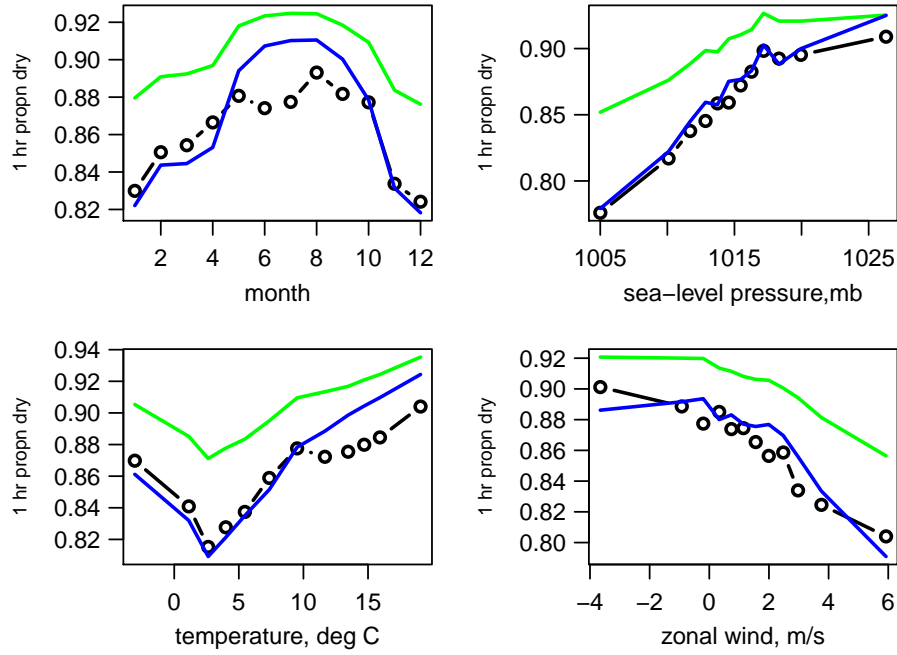 1 hr propn dry
0.92
0.90
0.88
0.86
0.84
0.82
2 4 6 8 10 12
month
1 hr propn dry
0.90
0.85
0.80
1005 1015 1025
sea−level pressure,mb
1 hr propn dry
0.94
0.92
0.90
0.88
0.86
0.84
0.82
0 5 10 15
temperature, deg C
1 hr propn dry
0.92
0.90
0.88
0.86
0.84
0.82
0.80
−4 −2 0 2 4 6
zonal wind, m/s